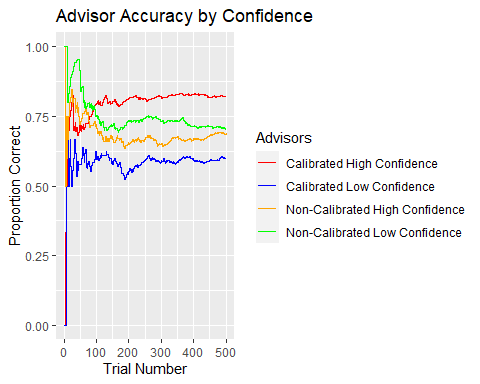 Advisor Accuracy by Confidence
1.00
0.75
0.50
0.25
0.00
Proportion Correct
0 100 200 300 400 500
Trial Number
Advisors
Calibrated High Confidence
Calibrated Low Confidence
Non-Calibrated High Confidence
Non-Calibrated Low Confidence